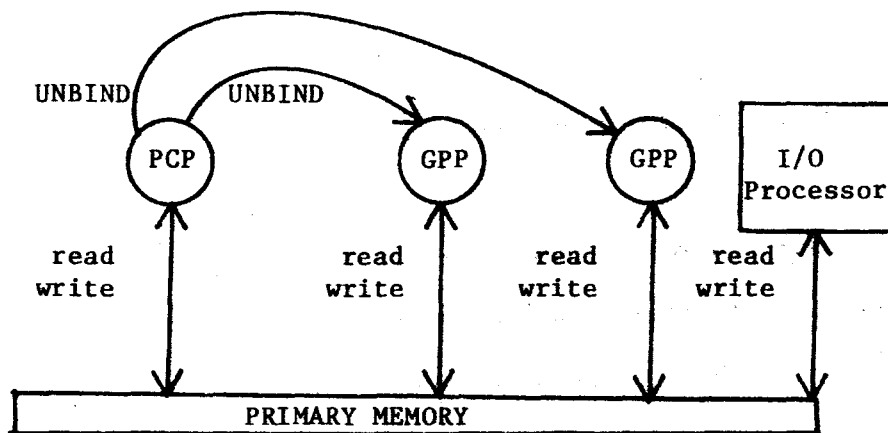 UNBIND
UNBIND
PCP
GPP
GPP
I/O
Processor
read
write
read
write
read
write
read
write
PRIMARY MEMORY